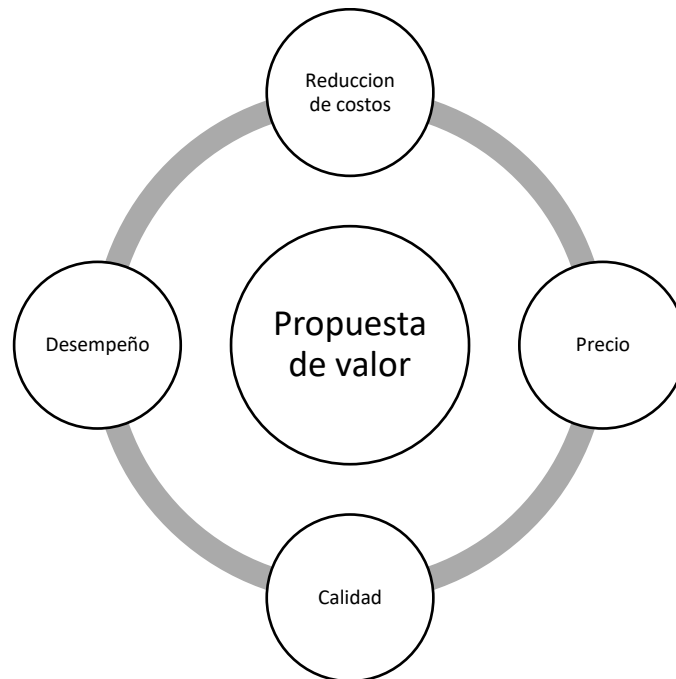 Reduccion
de costos
Propuesta
de valor
Desempeño
Precio
Calidad